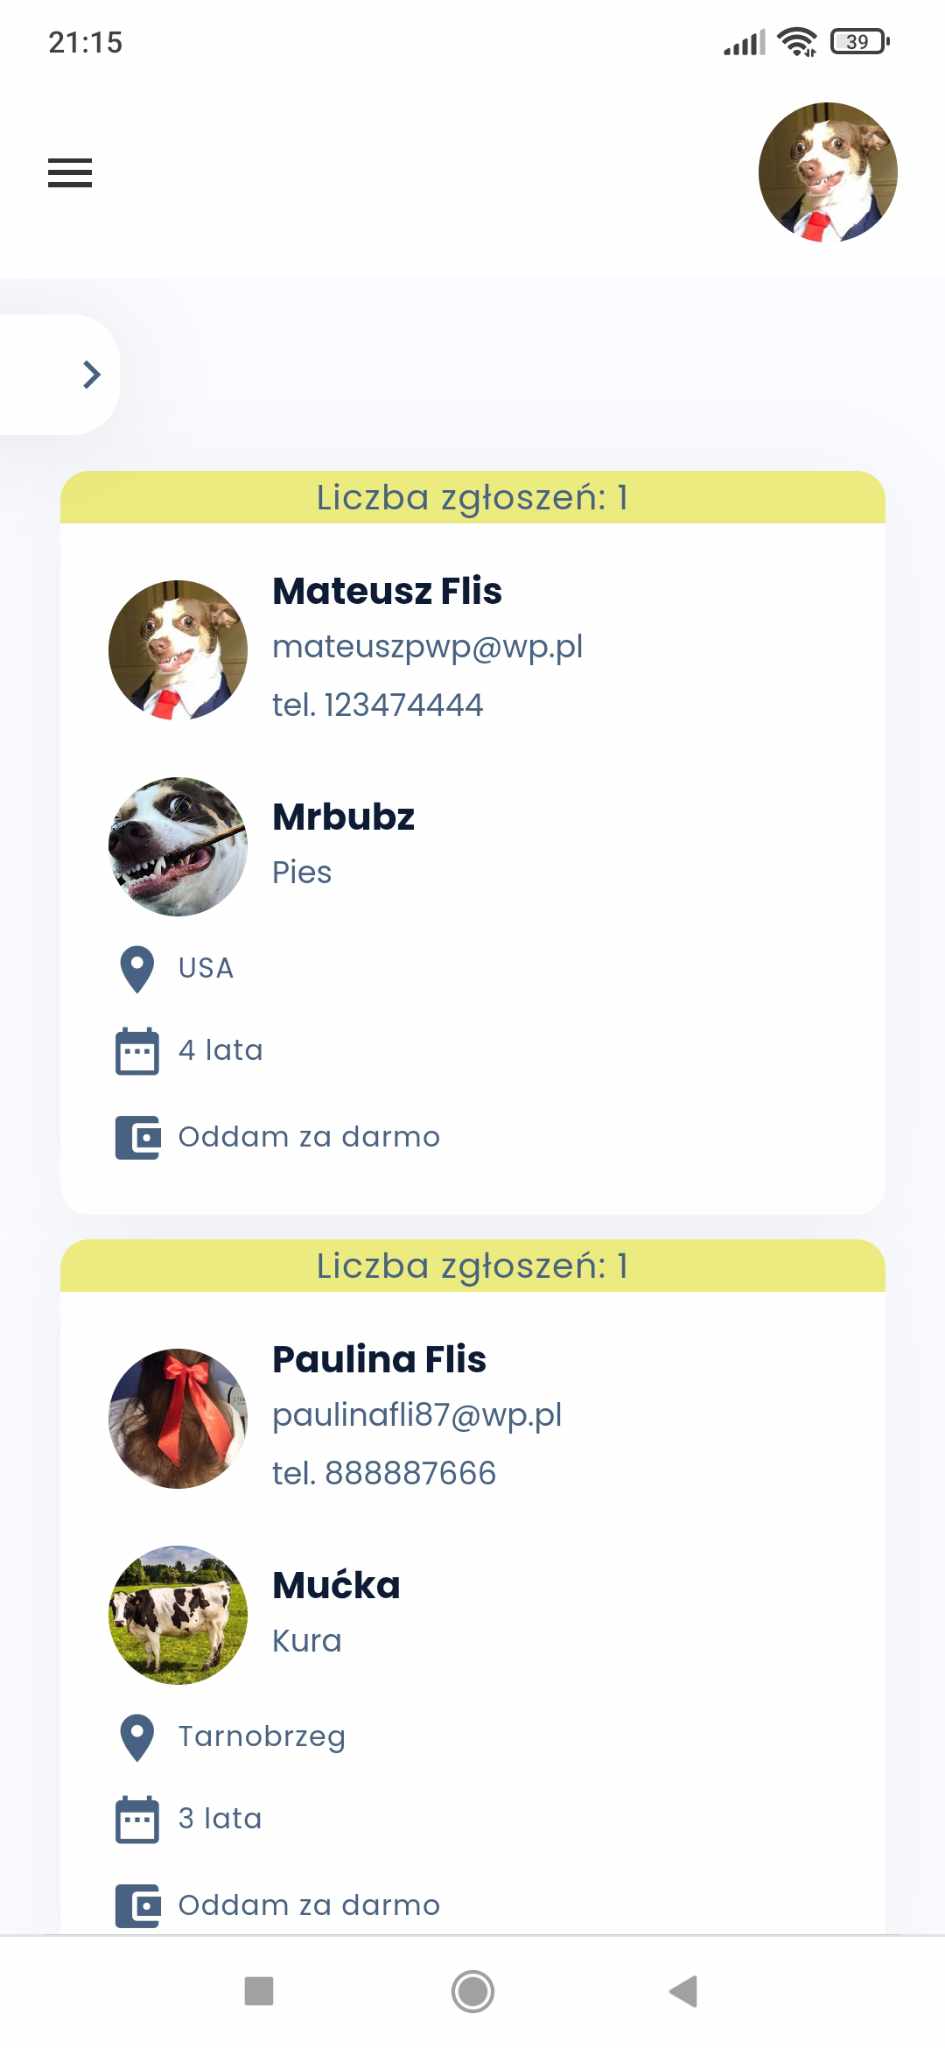 21:15
39
Liczba zgłoszeń: 1
Mateusz Flis
mateuszpwp@wp.pl
tel. 123474444
Mrbubz
Pies
USA
4 lata
Oddam za darmo
Liczba zgłoszeń: 1
Paulina Flis
paulinafli87@wp.pl
tel. 888887666
Mućka
Kura
Tarnobrzeg
3 lata
Oddam za darmo